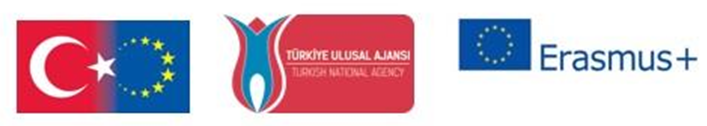 TÜRKİYE ULUSAL AJANSI
TURKISH NATIONAL AGENCY
Erasmus+